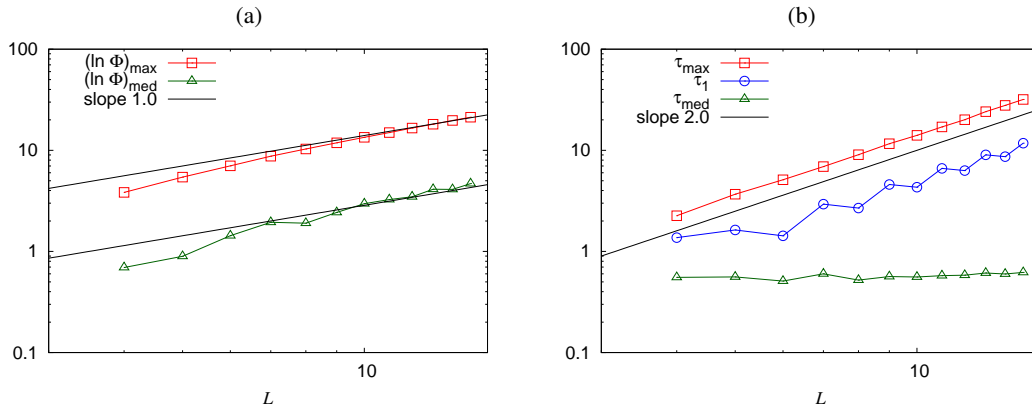 (a)
100
10
1
0.1
(ln Φ)max
(ln Φ)med
slope 1.0
10
L
(b)
100
10
1
0.1
τmax
τ1
τmed
slope 2.0
10
L